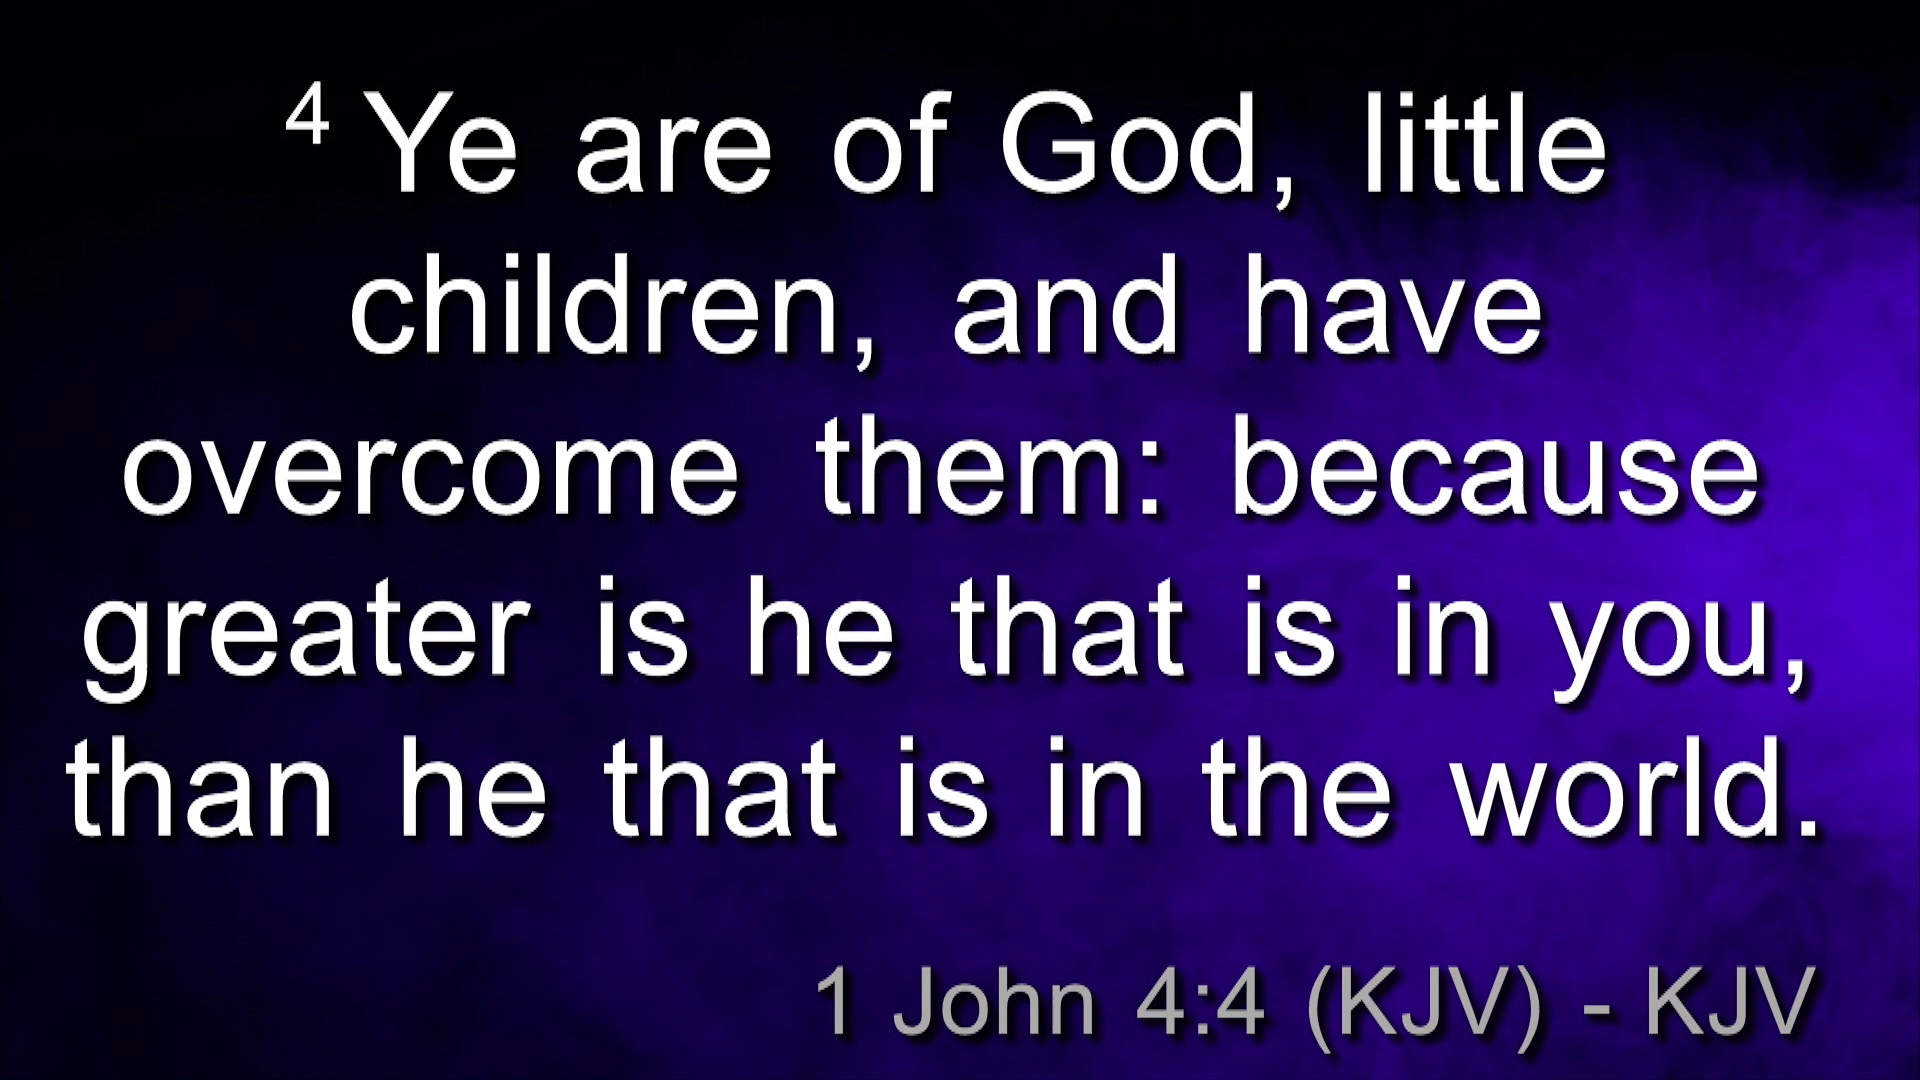 4 Ye are of God, little
children, and have
overcome them: because
greater is he that is in you,
than he that is in the world.
1 John 4:4 (KJV) - KJV